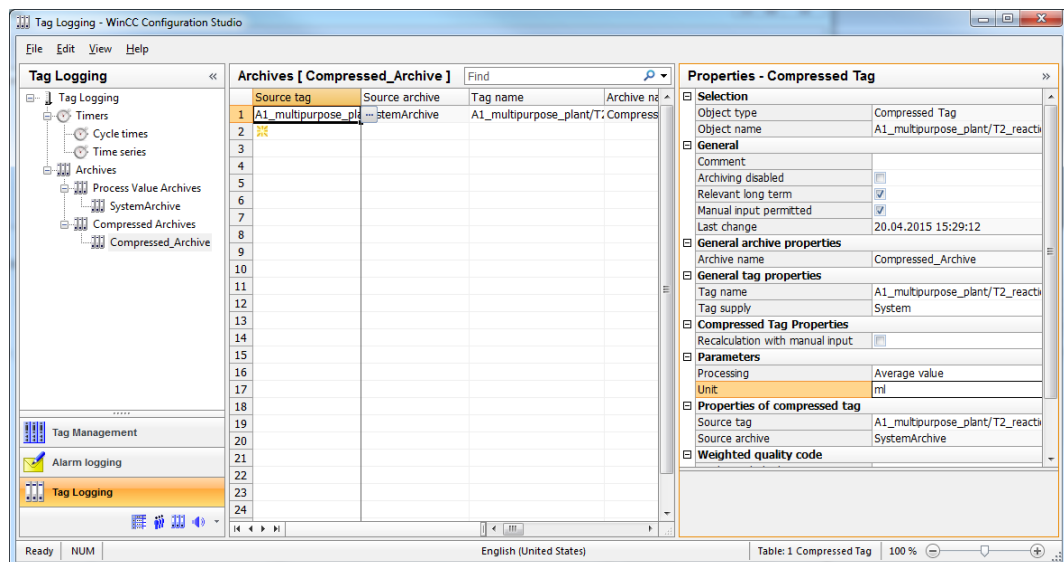 Tag Logging - WinCC Configuration Studio
File Edit View Help
Tag Logging «
Tag Logging
Timers
Cycle times
Time series
Archives
Process Value Archives
SystemArchive
Compressed Archives
Compressed_Archive
Tag Management
Alarm logging
Tag Logging
Archives [ Compressed_Archive ] Find
Source tag Source archive Tag name Archive na
1 A1_multipurpose_pla ... stemArchive A1_multipurpose_plant/T2 Compress
2
3
4
5
6
7
8
9
10
11
12
13
14
15
16
17
18
19
20
21
22
23
24
Properties - Compressed Tag »
Selection
Object type Compressed Tag
Object name A1_multipurpose_plant/T2_reacti
General
Comment
Archiving disabled
Relevant long term
Manual input permitted
Last change 20.04.2015 15:29:12
General archive properties
Archive name Compressed_Archive
General tag properties
Tag name A1_multipurpose_plant/T2_reacti
Tag supply System
Compressed Tag Properties
Recalculation with manual input
Parameters
Processing Average value
Unit ml
Properties of compressed tag
Source tag A1_multipurpose_plant/T2_reacti
Source archive SystemArchive
Weighted quality code
Ready NUM English (United States) Table: 1 Compressed Tag 100 %